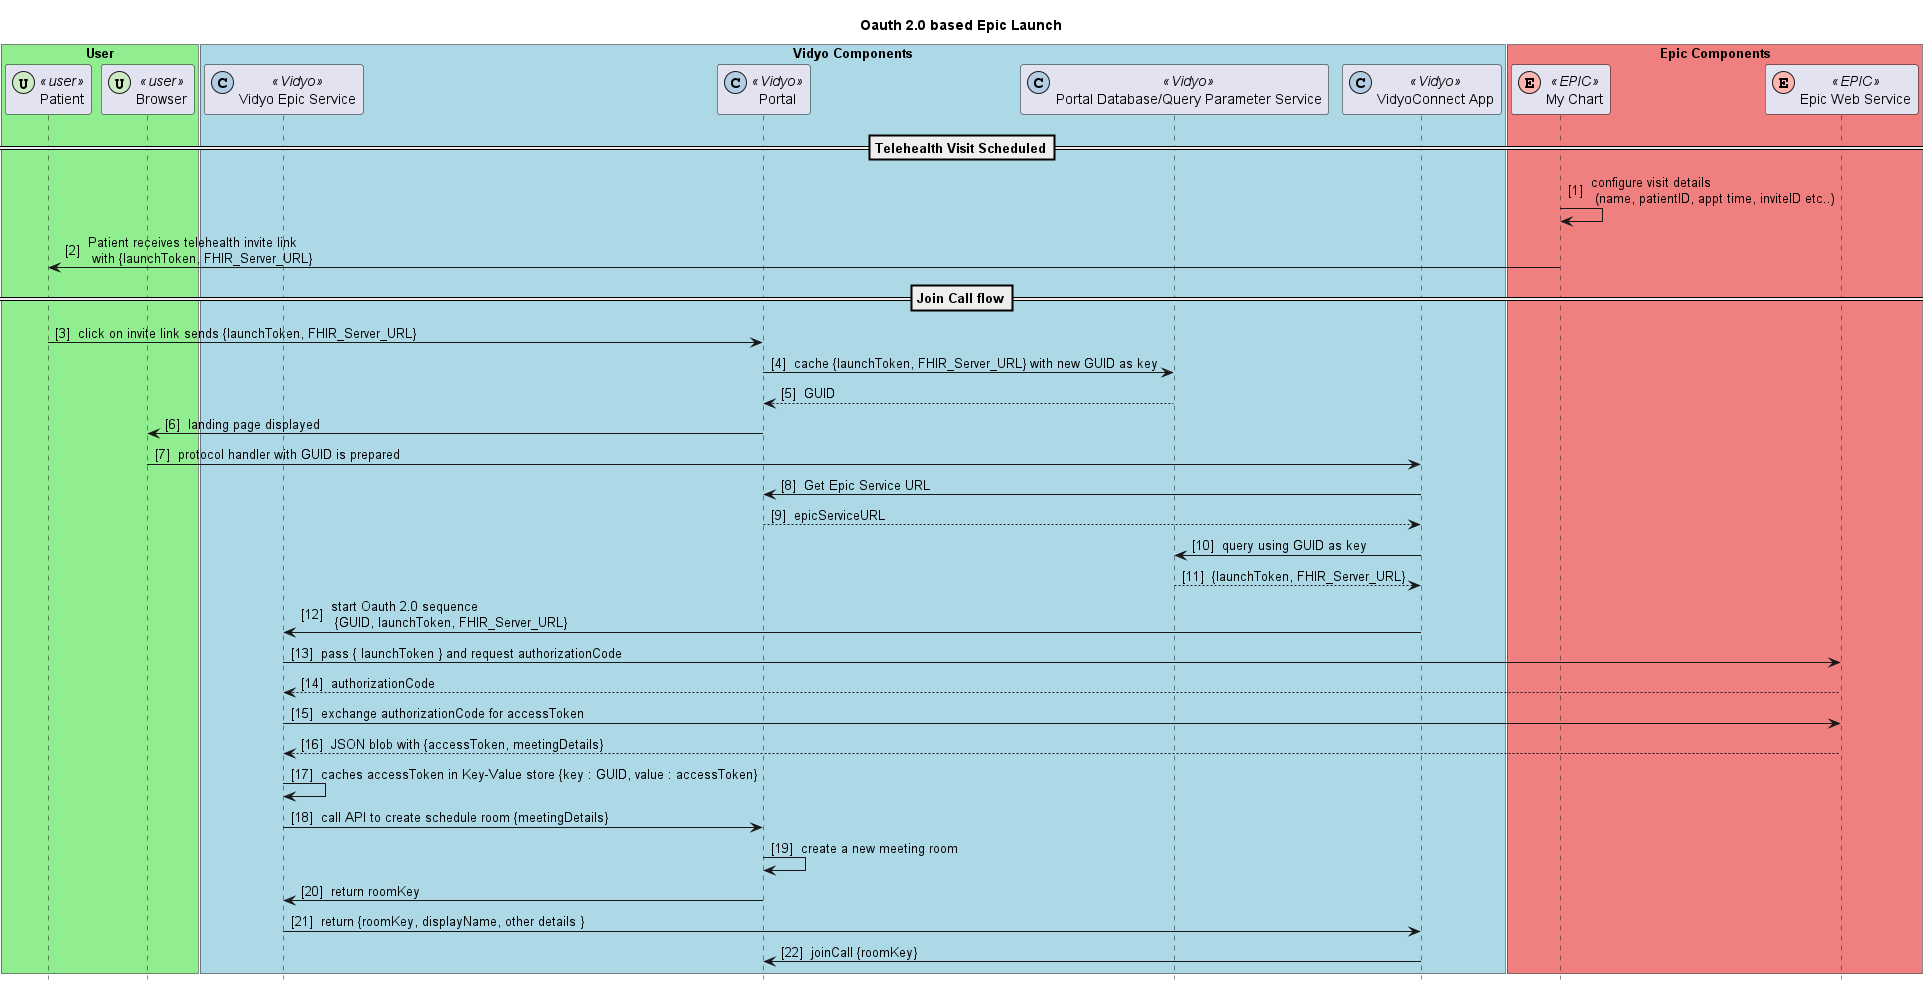 Oauth 2.0 based Epic Launch
User
Vidyo Components
Epic Components
U «user» Patient
U «user» Browser
C «Vidyo» Vidyo Epic Service
C «Vidyo» Portal
C «Vidyo» Portal Database/Query Parameter Service
C «Vidyo» VidyoConnect App
E «EPIC» My Chart
E «EPIC» Epic Web Service
Telehealth Visit Scheduled
[1] configure visit details
(name, patientID, appt time, inviteID etc..)
[2] Patient receives telehealth invite link
with {launchToken, FHIR_Server_URL}
Join Call flow
[3] click on invite link sends {launchToken, FHIR_Server_URL}
[4] cache {launchToken, FHIR_Server_URL} with new GUID as key
[5] GUID
[6] landing page displayed
[7] protocol handler with GUID is prepared
[8] Get Epic Service URL
[9] epicServiceURL
[10] query using GUID as key
[11] {launchToken, FHIR_Server_URL}
[12] start Oauth 2.0 sequence
{GUID, launchToken, FHIR_Server_URL}
[13] pass { launchToken } and request authorizationCode
[14] authorizationCode
[15] exchange authorizationCode for accessToken
[16] JSON blob with {accessToken, meetingDetails}
[17] caches accessToken in Key-Value store {key : GUID, value : accessToken}
[18] call API to create schedule room {meetingDetails}
[19] create a new meeting room
[20] return roomKey
[21] return {roomKey, displayName, other details }
[22] joinCall {roomKey}